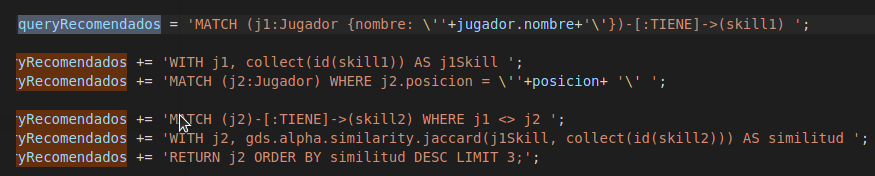 queryRecomendados = 'MATCH (j1:Jugador {nombre: \''+jugador.nombre+'\'})-[:TIENE]->(skill1) ';
yRecomendados += 'WITH j1, collect(id(skill1)) AS j1Skill ';
yRecomendados += 'MATCH (j2:Jugador) WHERE j2.posicion = \''+posicion+ '\' ';
yRecomendados += 'MATCH (j2)-[:TIENE]->(skill2) WHERE j1 <> j2 ';
yRecomendados += 'WITH j2, gds.alpha.similarity.jaccard(j1Skill, collect(id(skill2))) AS similitud ';
yRecomendados += 'RETURN j2 ORDER BY similitud DESC LIMIT 3;';